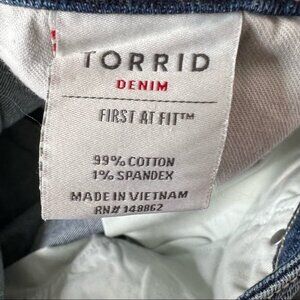 TORRID
DENIM
FIRST AT FIT™
99% COTTON
1% SPANDEX
MADE IN VIETNAM
RN# 148862